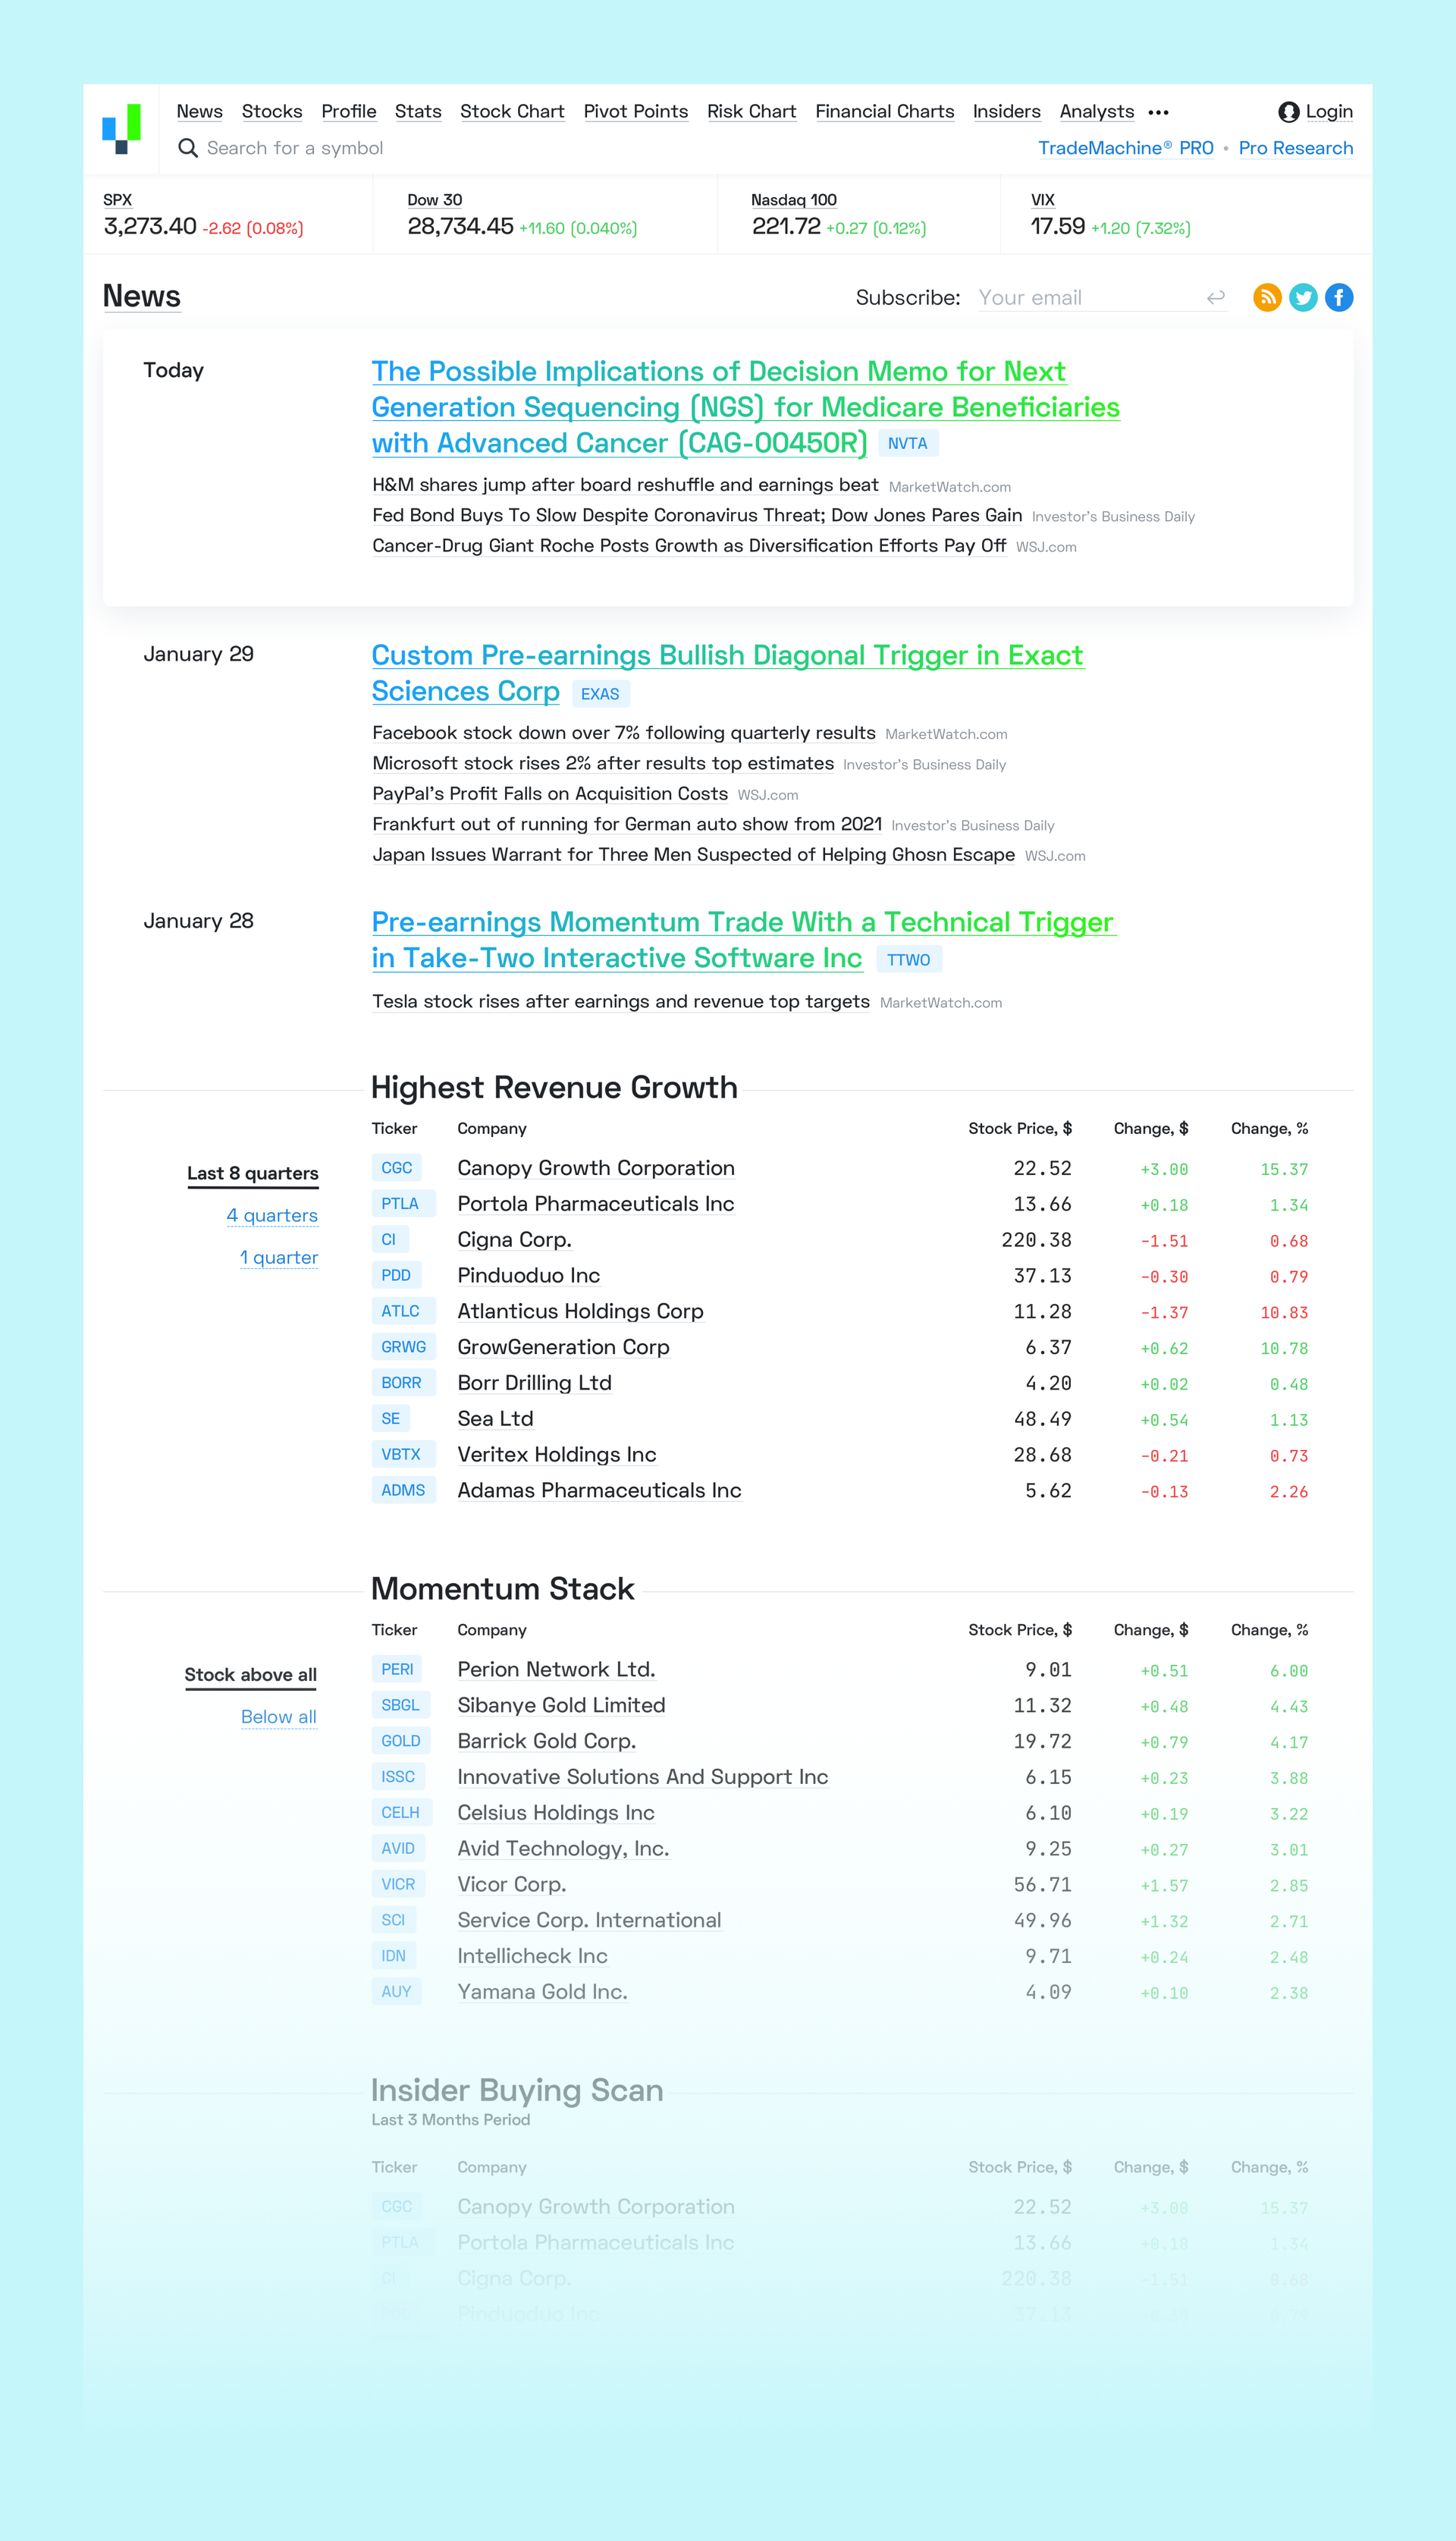 News Stocks Profile Stats Stock Chart Pivot Points Risk Chart Financial Charts Insiders Analysts ••• Login
Search for a symbol TradeMachine® PRO • Pro Research
SPX Dow 30 Nasdaq 100 VIX
3,273.40 -2.62 (0.08%) 28,734.45 +11.60 (0.040%) 221.72 +0.27 (0.12%) 17.59 +1.20 (7.32%)
News Subscribe: Your email
Today
The Possible Implications of Decision Memo for Next
Generation Sequencing (NGS) for Medicare Beneficiaries
with Advanced Cancer (CAG-00450R) NVTA
H&M shares jump after board reshuffle and earnings beat MarketWatch.com
Fed Bond Buys To Slow Despite Coronavirus Threat; Dow Jones Pares Gain Investor's Business Daily
Cancer-Drug Giant Roche Posts Growth as Diversification Efforts Pay Off WSJ.com
January 29
Custom Pre-earnings Bullish Diagonal Trigger in Exact
Sciences Corp EXAS
Facebook stock down over 7% following quarterly results MarketWatch.com
Microsoft stock rises 2% after results top estimates Investor's Business Daily
PayPal's Profit Falls on Acquisition Costs WSJ.com
Frankfurt out of running for German auto show from 2021 Investor's Business Daily
Japan Issues Warrant for Three Men Suspected of Helping Ghosn Escape WSJ.com
January 28
Pre-earnings Momentum Trade With a Technical Trigger
in Take-Two Interactive Software Inc TTWO
Tesla stock rises after earnings and revenue top targets MarketWatch.com
Highest Revenue Growth
Last 8 quarters
4 quarters
1 quarter
Ticker Company Stock Price, $ Change, $ Change, %
CGC Canopy Growth Corporation 22.52 +3.00 15.37
PTLA Portola Pharmaceuticals Inc 13.66 +0.18 1.34
CI Cigna Corp. 220.38 -1.51 0.68
PDD Pinduoduo Inc 37.13 -0.30 0.79
ATLC Atlanticus Holdings Corp 11.28 -1.37 10.83
GRWG GrowGeneration Corp 6.37 +0.62 10.78
BORR Borr Drilling Ltd 4.20 +0.02 0.48
SE Sea Ltd 48.49 +0.54 1.13
VBTX Veritex Holdings Inc 28.68 -0.21 0.73
ADMS Adamas Pharmaceuticals Inc 5.62 -0.13 2.26
Momentum Stack
Stock above all
Below all
Ticker Company Stock Price, $ Change, $ Change, %
PERI Perion Network Ltd. 9.01 +0.51 6.00
SBGL Sibanye Gold Limited 11.32 +0.48 4.43
GOLD Barrick Gold Corp. 19.72 +0.79 4.17
ISSC Innovative Solutions And Support Inc 6.15 +0.23 3.88
CELH Celsius Holdings Inc 6.10 +0.19 3.22
AVID Avid Technology, Inc. 9.25 +0.27 3.01
VICR Vicor Corp. 56.71 +1.57 2.85
SCI Service Corp. International 49.96 +1.32 2.71
IDN Intellicheck Inc 9.71 +0.24 2.48
AUY Yamana Gold Inc. 4.09 +0.10 2.38
Insider Buying Scan
Last 3 Months Period
Ticker Company Stock Price, $ Change, $ Change, %
CGC Canopy Growth Corporation 22.52 +3.00 15.37
PTLA Portola Pharmaceuticals Inc 13.66 +0.18 1.34
CI Cigna Corp. 220.38 -1.51 0.68
Pinduoduo Inc 37.13